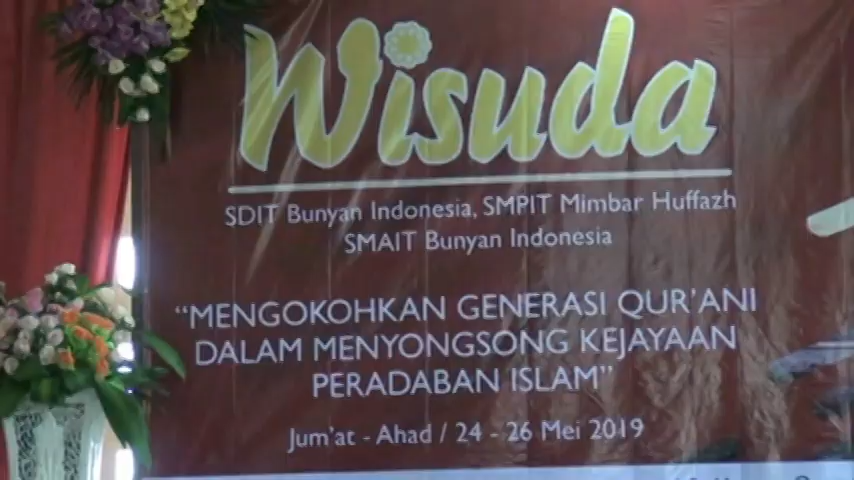 Wisuda
SDIT Bunyan Indonesia, SMPIT Mimbar Huffazh
SMAIT Bunyan Indonesia
“MENGOKOHKAN GENERASI QUR'ANI
DALAM MENYONGSONG KEJAYAAN
PERADABAN ISLAM”
Jum'at - Ahad / 24 - 26 Mei 2019